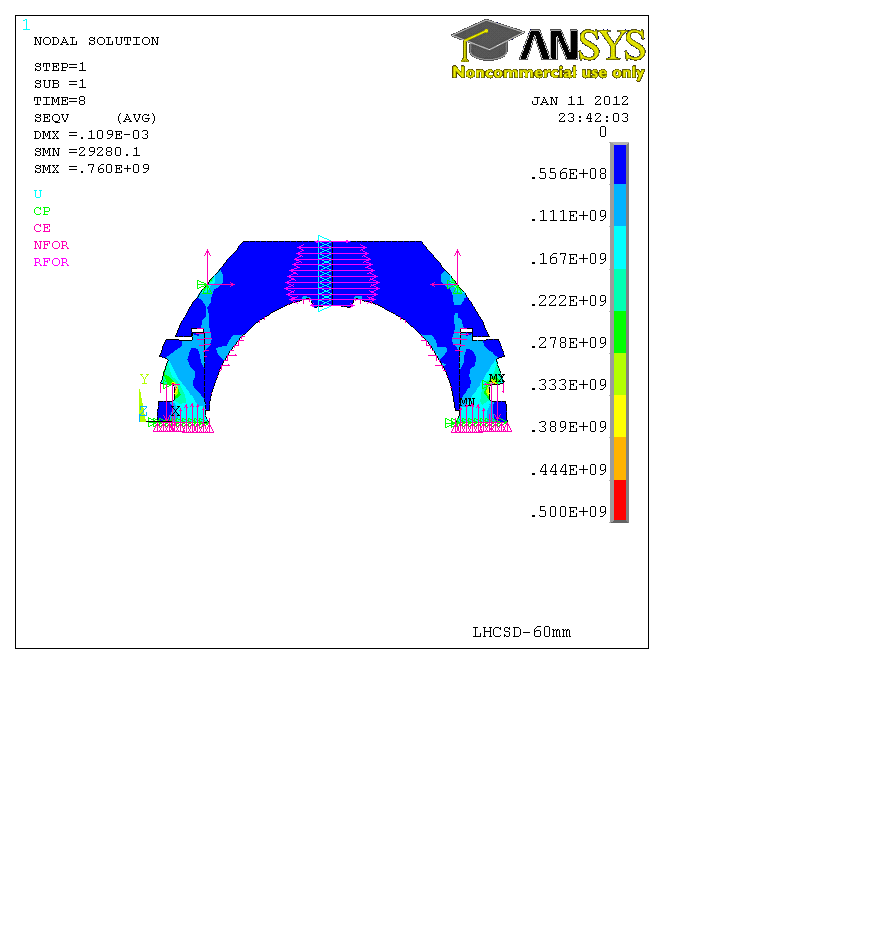 1
NODAL SOLUTION
STEP=1
SUB =1
TIME=8
SEQV (AVG)
DMX =.109E-03
SMN =29280.1
SMX =.760E+09
U
CP
CE
NFOR
RFOR
ANSYS
Noncommercial use only
JAN 11 2012
23:42:03
0
.556E+08
.111E+09
.167E+09
.222E+09
.278E+09
.333E+09
.389E+09
.444E+09
.500E+09
MX
MN
Y
Z
X
LHCSD-60mm